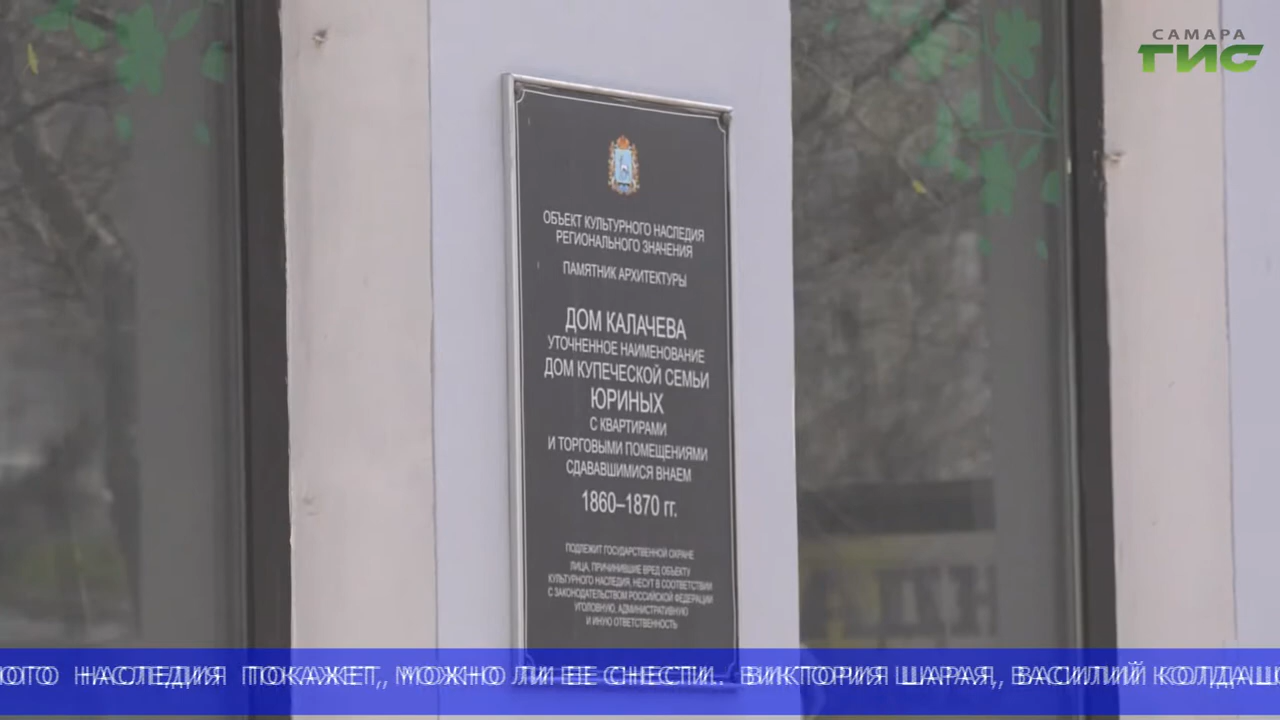 САМАРА
ГИС
ОБЪЕКТ КУЛЬТУРНОГО НАСЛЕДИЯ
РЕГИОНАЛЬНОГО ЗНАЧЕНИЯ
ПАМЯТНИК АРХИТЕКТУРЫ
ДОМ КАЛАЧЕВА
УТОЧНЕННОЕ НАИМЕНОВАНИЕ
ДОМ КУПЕЧЕСКОЙ СЕМЬИ
ЮРИНЫХ
С КВАРТИРАМИ
И ТОРГОВЫМИ ПОМЕЩЕНИЯМИ
СДАВАВШИМИСЯ ВНАЕМ
1860–1870 гг.
ПОДЛЕЖИТ ГОСУДАРСТВЕННОЙ ОХРАНЕ
ЛИЦА, ПРИЧИНИВШИЕ ВРЕД ОБЪЕКТУ
КУЛЬТУРНОГО НАСЛЕДИЯ, НЕСУТ В СООТВЕТСТВИИ
С ЗАКОНОДАТЕЛЬСТВОМ РОССИЙСКОЙ ФЕДЕРАЦИИ
УГОЛОВНУЮ, АДМИНИСТРАТИВНУЮ
И ИНУЮ ОТВЕТСТВЕННОСТЬ
НАСЛЕДИЯ ПОКАЖЕТ, МОЖНО ЛИ ЕЕ СНЕСТИ. ВИКТОРИЯ ШАРАЯ, ВАСИЛИЙ